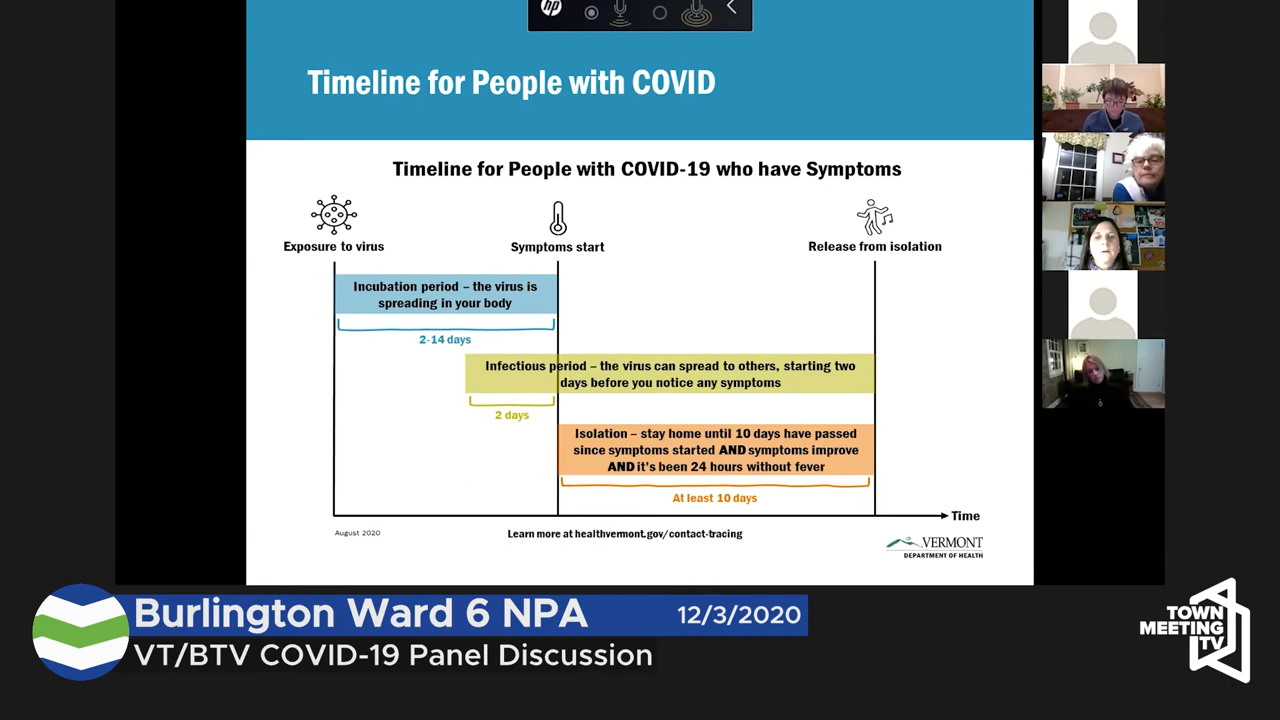 hp
Timeline for People with COVID
Timeline for People with COVID-19 who have Symptoms
Exposure to virus
Symptoms start
Release from isolation
Incubation period – the virus is
spreading in your body
2-14 days
Infectious period – the virus can spread to others, starting two
days before you notice any symptoms
2 days
Isolation – stay home until 10 days have passed
since symptoms started AND symptoms improve
AND it's been 24 hours without fever
At least 10 days
Time
August 2020
Learn more at healthvermont.gov/contact-tracing
VERMONT
DEPARTMENT OF HEALTH
Burlington Ward 6 NPA
12/3/2020
VT/BTV COVID-19 Panel Discussion
TOWN
MEETING
TV